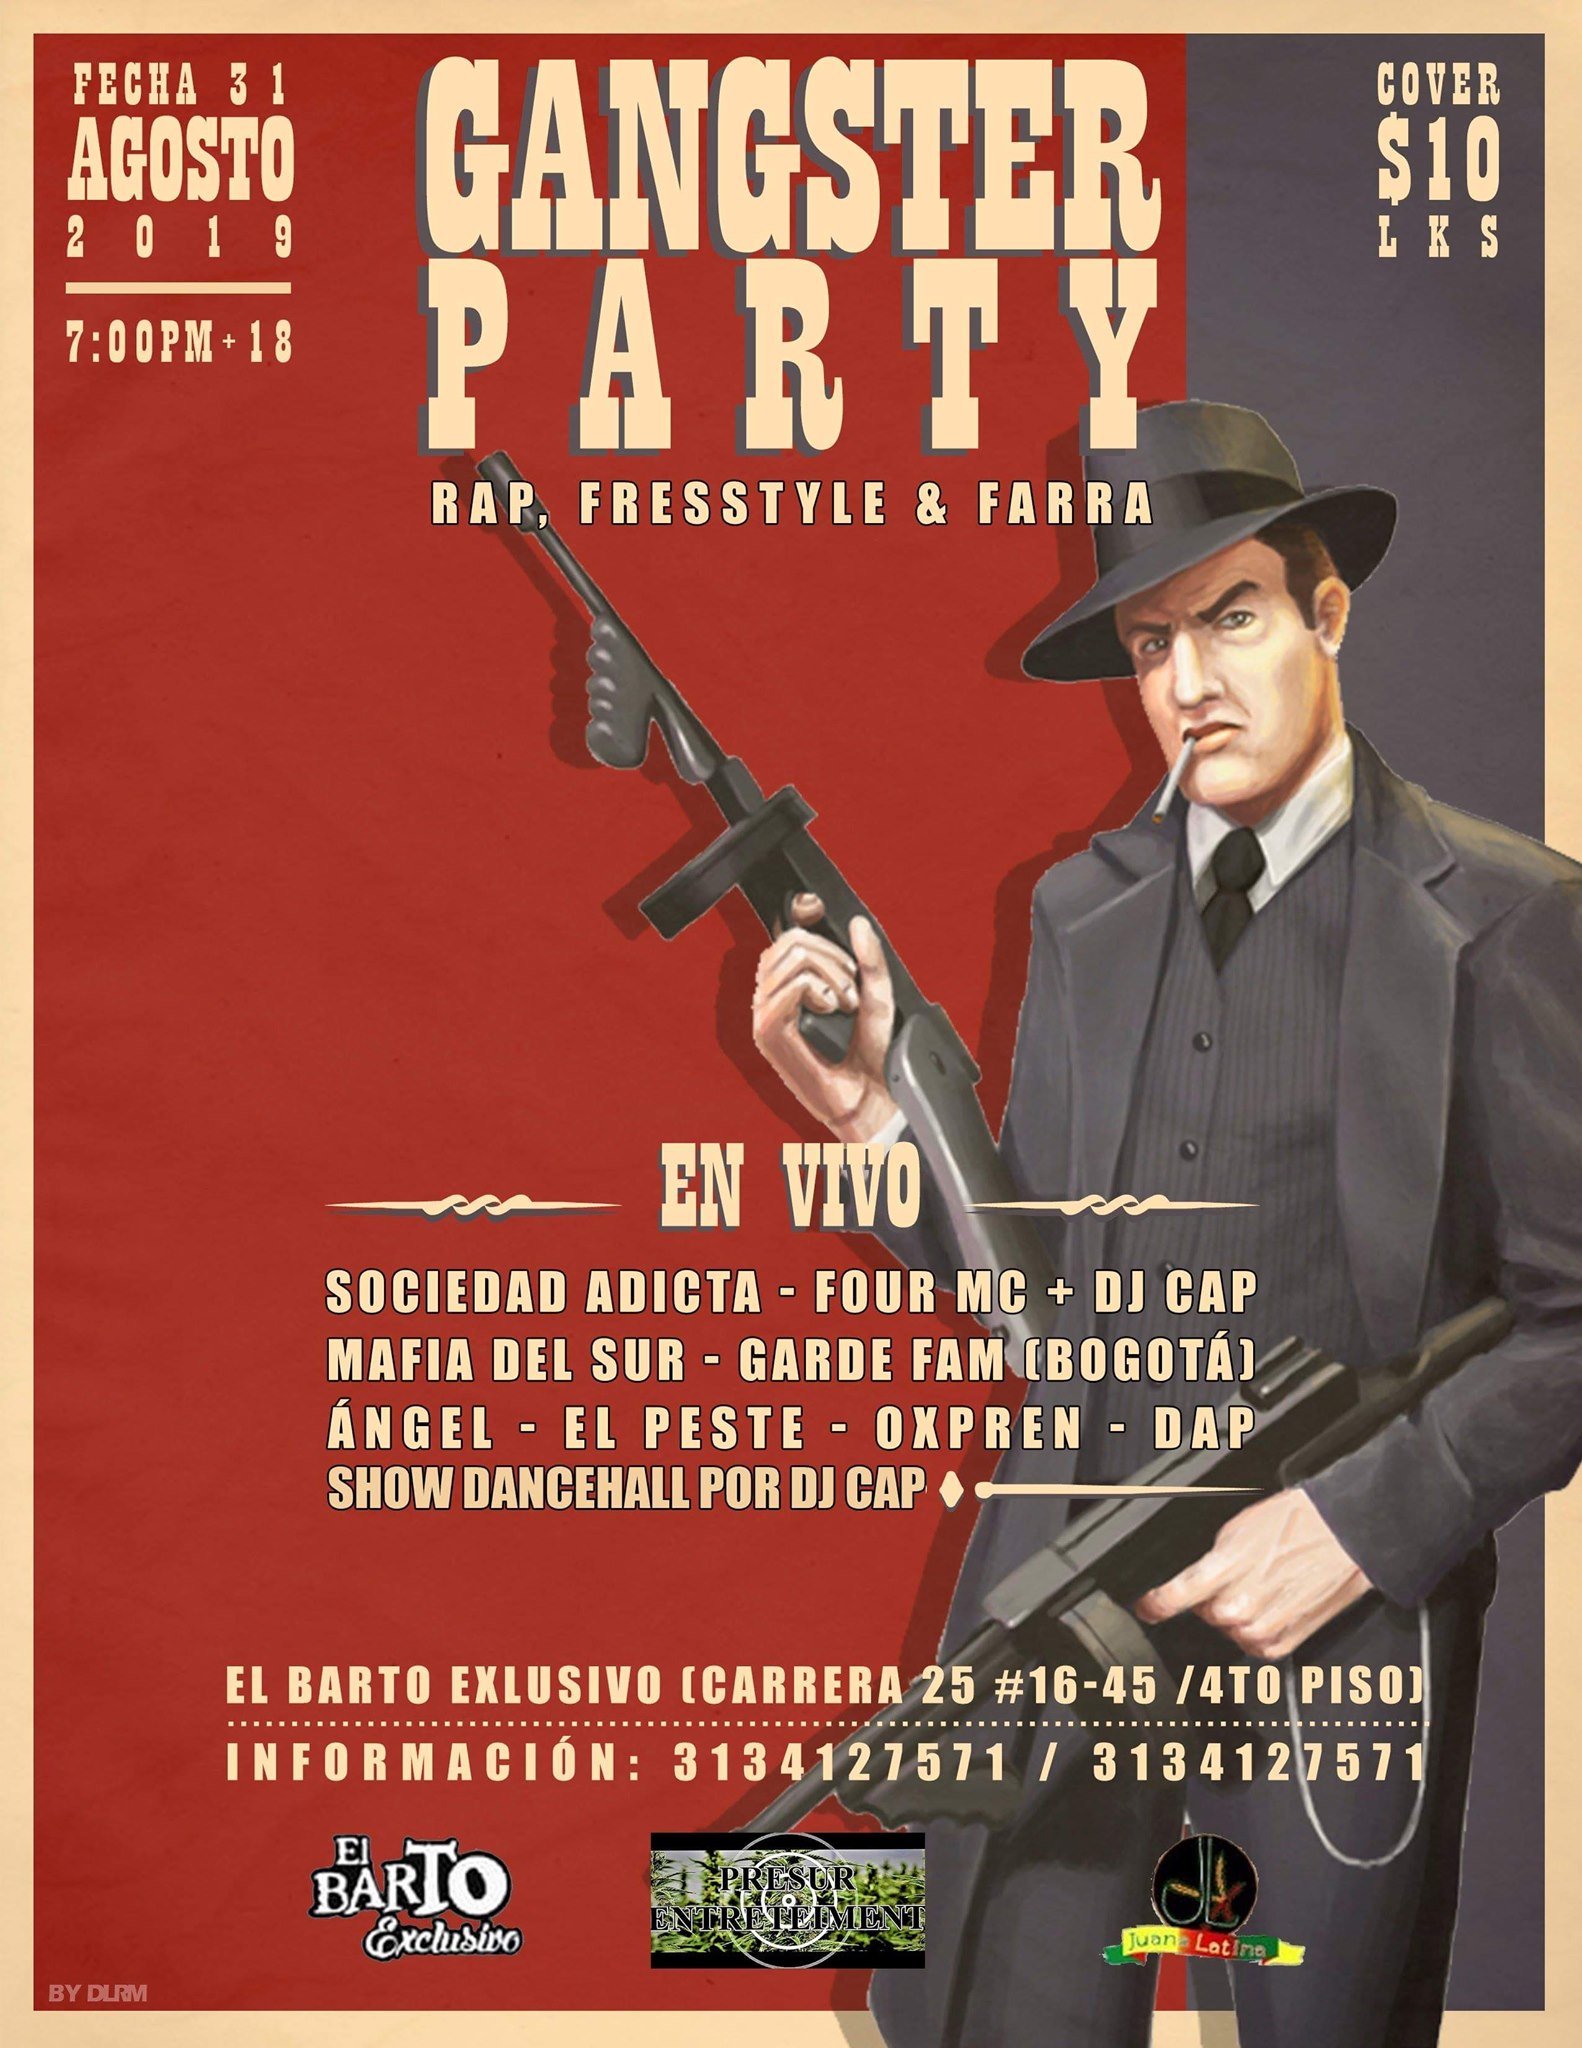 FECHA 31
AGOSTO
2019
7:00PM + 18
GANGSTER
PARTY
RAP, FRESSTYLE & FARRA
COVER
$10
LKS
EN VIVO
SOCIEDAD ADICTA - FOUR MC + DJ CAP
MAFIA DEL SUR - GARDE FAM (BOGOTÁ)
ÁNGEL - EL PESTE - OXPREN - DAP
SHOW DANCEHALL POR DJ CAP
EL BARTO EXLUSIVO (CARRERA 25 #16-45 /4TO PISO)
INFORMACIÓN: 3134127571 / 3134127571
El
BARTO
Exclusivo
PRESUR
ENTRETEIMENT
Juana Latina
BY DLRM